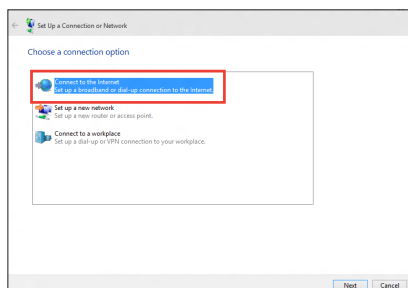 Set Up a Connection or Network
Choose a connection option
Connect to the Internet
Set up a broadband or dial-up connection to the Internet.
Set up a new network
Set up a new router or access point.
Connect to a workplace
Set up a dial-up or VPN connection to your workplace.
Next Cancel